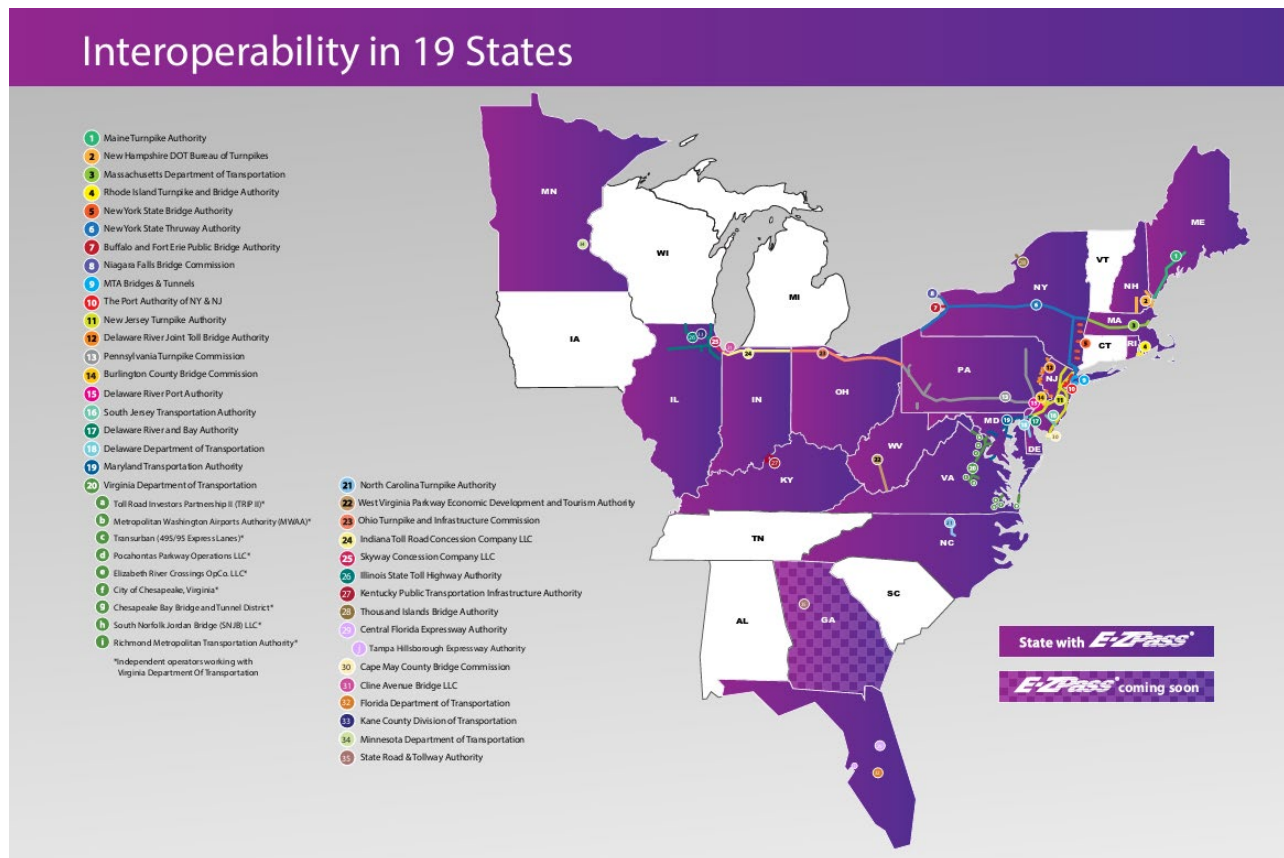 Interoperability in 19 States
1 Maine Turnpike Authority
2 New Hampshire DOT Bureau of Turnpikes
3 Massachusetts Department of Transportation
4 Rhode Island Turnpike and Bridge Authority
5 New York State Bridge Authority
6 New York State Thruway Authority
7 Buffalo and Fort Erie Public Bridge Authority
8 Niagara Falls Bridge Commission
9 MTA Bridges & Tunnels
10 The Port Authority of NY & NJ
11 New Jersey Turnpike Authority
12 Delaware River Joint Toll Bridge Authority
13 Pennsylvania Turnpike Commission
14 Burlington County Bridge Commission
15 Delaware River Port Authority
16 South Jersey Transportation Authority
17 Delaware River and Bay Authority
18 Delaware Department of Transportation
19 Maryland Transportation Authority
20 Virginia Department of Transportation
a Toll Road Investors Partnership II (TRIP II)*
b Metropolitan Washington Airports Authority (MWAA)*
c Transurban (495/95 Express Lanes)*
d Pocahontas Parkway Operations LLC*
e Elizabeth River Crossings OpCo. LLC*
f City of Chesapeake, Virginia*
g Chesapeake Bay Bridge and Tunnel District*
h South Norfolk Jordan Bridge (SNJB) LLC*
i Richmond Metropolitan Transportation Authority*
*Independent operators working with
Virginia Department Of Transportation
21 North Carolina Turnpike Authority
22 West Virginia Parkway Economic Development and Tourism Authority
23 Ohio Turnpike and Infrastructure Commission
24 Indiana Toll Road Concession Company LLC
25 Skyway Concession Company LLC
26 Illinois State Toll Highway Authority
27 Kentucky Public Transportation Infrastructure Authority
28 Thousand Islands Bridge Authority
29 Central Florida Expressway Authority
j Tampa Hillsborough Expressway Authority
30 Cape May County Bridge Commission
31 Cline Avenue Bridge LLC
32 Florida Department of Transportation
33 Kane County Division of Transportation
34 Minnesota Department of Transportation
35 State Road & Tollway Authority
MN
WI
MI
IA
IL
IN
OH
KY
WV
VA
PA
NY
VT
NH
ME
MA
CT
RI
NJ
MD
DE
TN
NC
SC
AL
GA
State with E-ZPass®
E-ZPass® coming soon